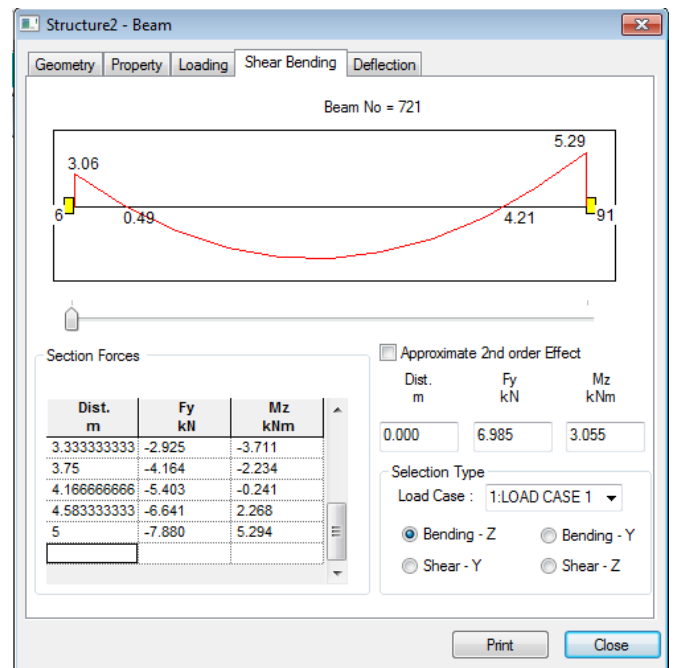 Structure2 - Beam
Geometry Property Loading Shear Bending Deflection
Beam No = 721
5.29
3.06
6 0.49 4.21 91
Section Forces
Approximate 2nd order Effect
Dist. Fy Mz
m kN kNm
0.000 6.985 3.055
Dist. Fy Mz
m kN kNm
3.333333333 -2.925 -3.711
3.75 -4.164 -2.234
4.166666666 -5.403 -0.241
4.583333333 -6.641 2.268
5 -7.880 5.294
Selection Type
Load Case : 1:LOAD CASE 1
Bending - Z Bending - Y
Shear - Y Shear - Z
Print Close